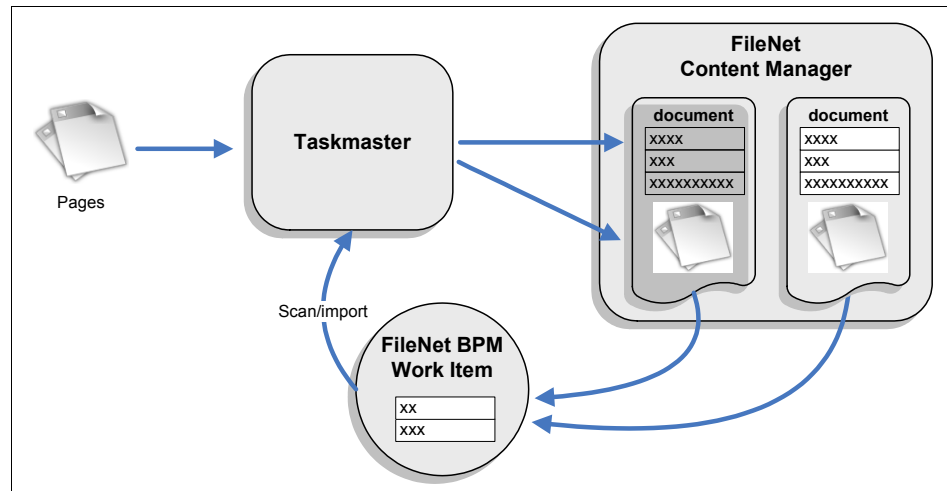 FileNet
Content Manager
document
xxxx
xxx
xxxxxxxxxx
document
xxxx
xxx
xxxxxxxxxx
Taskmaster
Pages
Scan/import
FileNet BPM
Work Item
xx
xxx